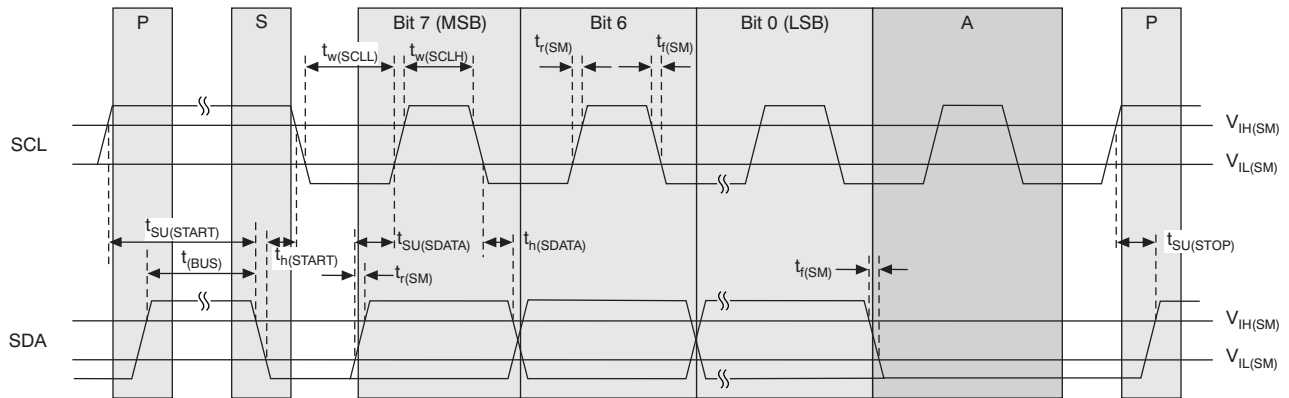 P S Bit 7 (MSB) Bit 6 Bit 0 (LSB) A P
tw(SCLL) tw(SCLH) tr(SM) tf(SM)
SCL
VIH(SM)
VIL(SM)
tSU(START) th(START) tSU(SDATA) th(SDATA) tSU(STOP)
t(BUS) tr(SM) tf(SM)
SDA
VIH(SM)
VIL(SM)